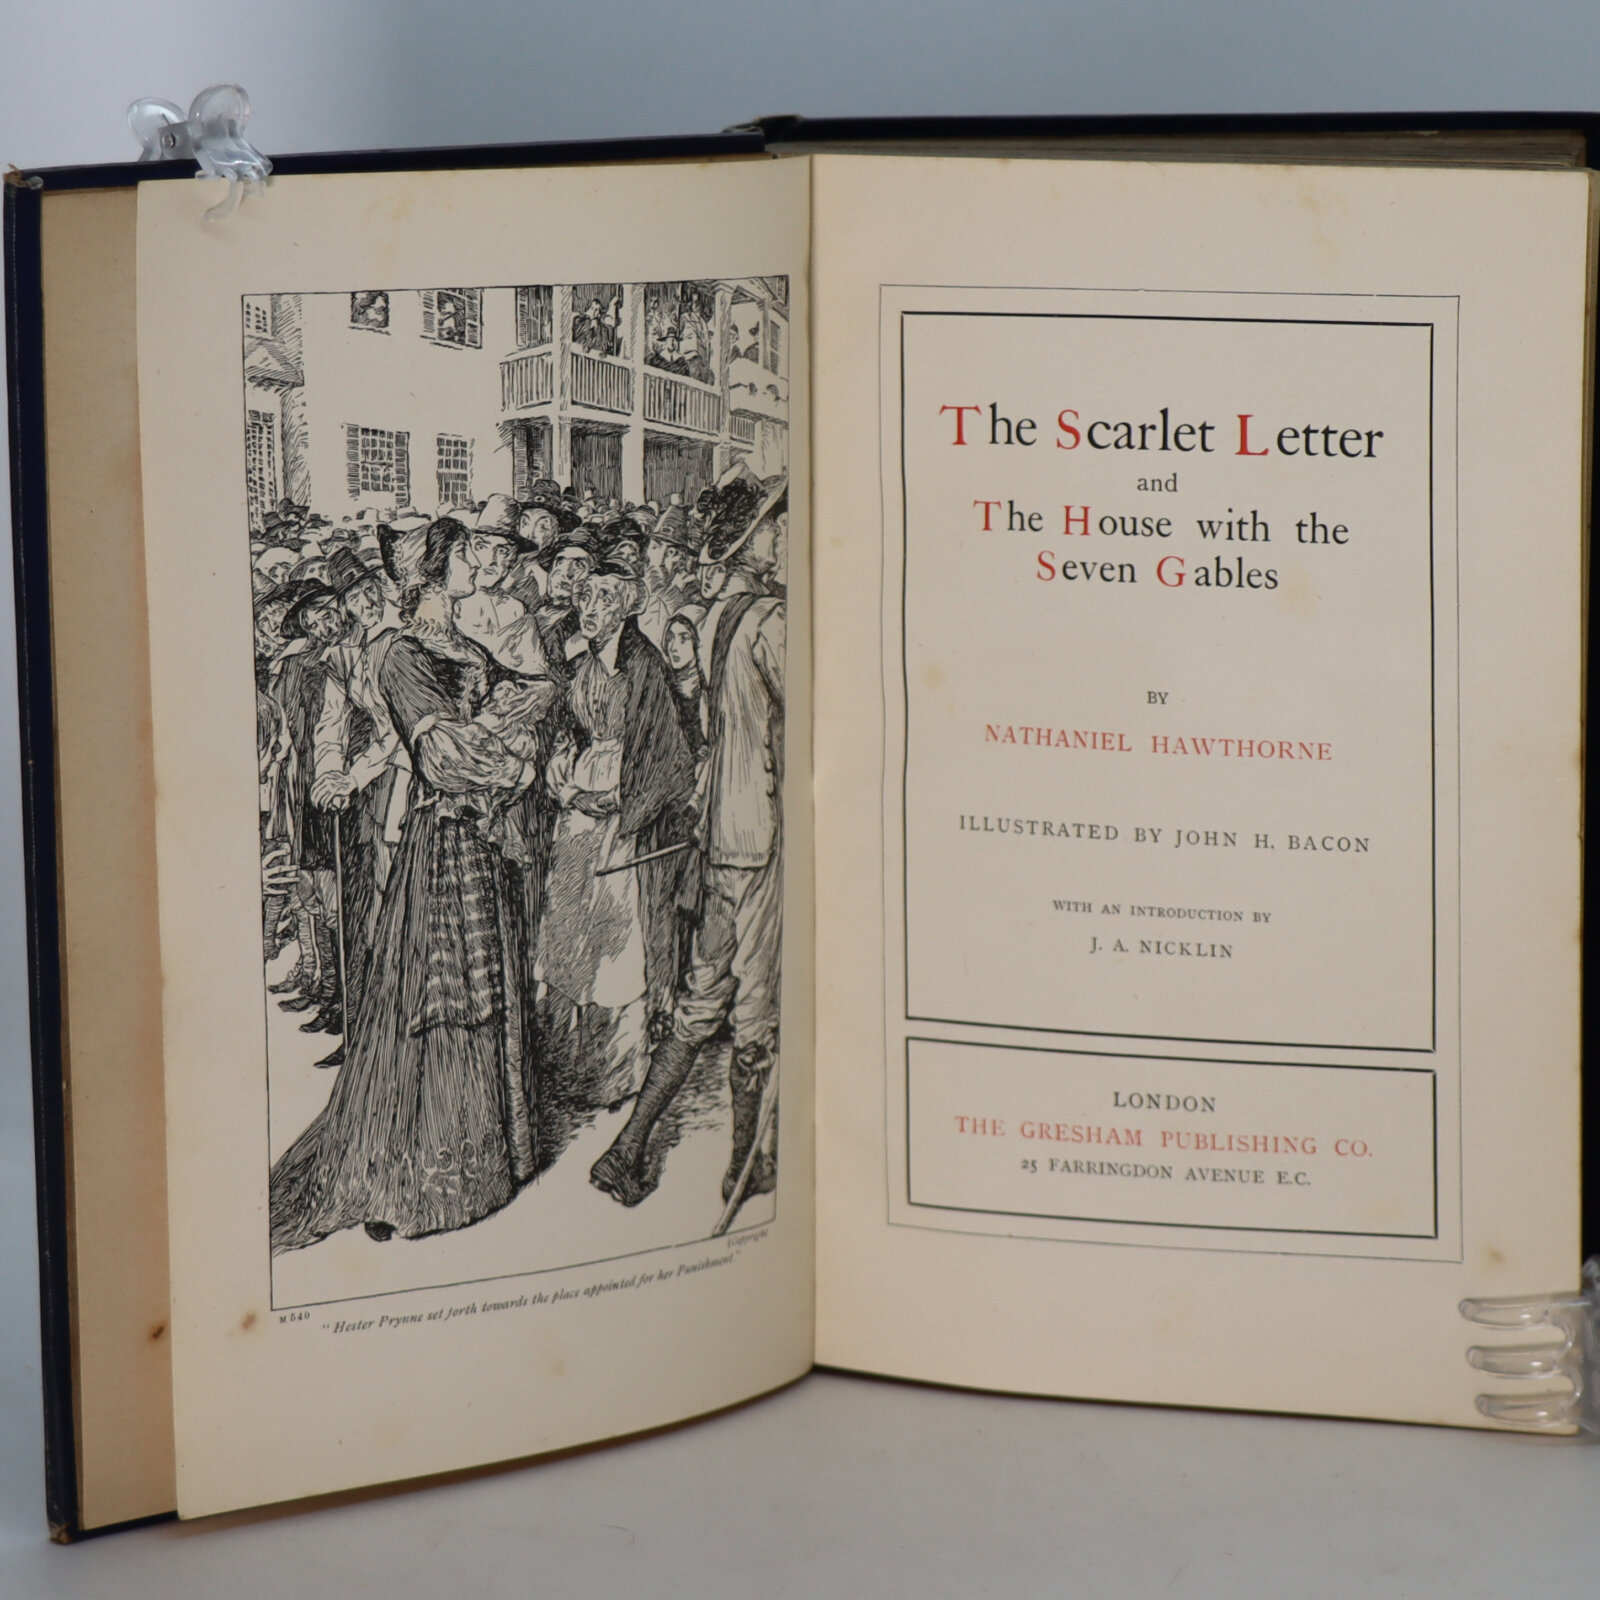 [Copyright
M 540
"Hester Prynne set forth towards the place appointed for her Punishment"
The Scarlet Letter
and
The House with the
Seven Gables
BY
NATHANIEL HAWTHORNE
ILLUSTRATED BY JOHN H. BACON
WITH AN INTRODUCTION BY
J. A. NICKLIN
LONDON
THE GRESHAM PUBLISHING CO.
25 FARRINGDON AVENUE E.C.